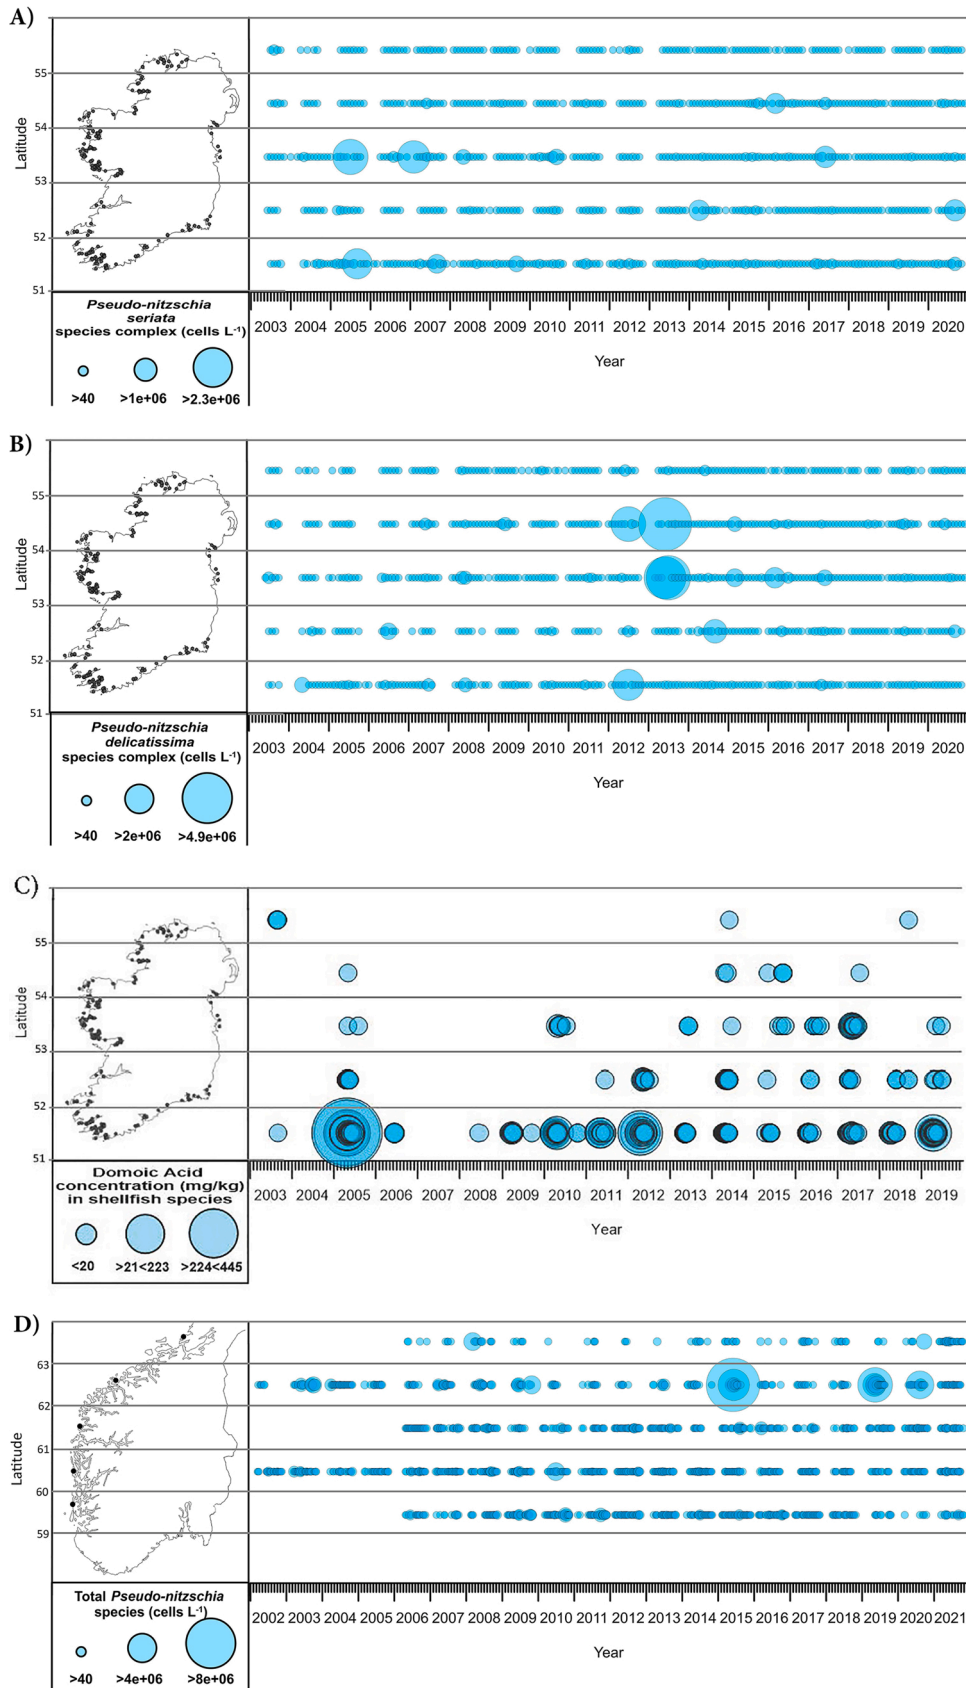 A)
Latitude
55
54
53
52
51
Pseudo-nitzschia
seriata
species complex (cells L-1)
>40 >1e+06 >2.3e+06
2003 2004 2005 2006 2007 2008 2009 2010 2011 2012 2013 2014 2015 2016 2017 2018 2019 2020
Year
B)
Latitude
55
54
53
52
51
Pseudo-nitzschia
delicatissima
species complex (cells L-1)
>40 >2e+06 >4.9e+06
2003 2004 2005 2006 2007 2008 2009 2010 2011 2012 2013 2014 2015 2016 2017 2018 2019 2020
Year
C)
Latitude
55
54
53
52
51
Domoic Acid
concentration (mg/kg)
in shellfish species
<20 >21<223 >224<445
2003 2004 2005 2006 2007 2008 2009 2010 2011 2012 2013 2014 2015 2016 2017 2018 2019
Year
D)
Latitude
63
62
61
60
59
Total Pseudo-nitzschia
species (cells L-1)
>40 >4e+06 >8e+06
2002 2003 2004 2005 2006 2007 2008 2009 2010 2011 2012 2013 2014 2015 2016 2017 2018 2019 2020 2021
Year